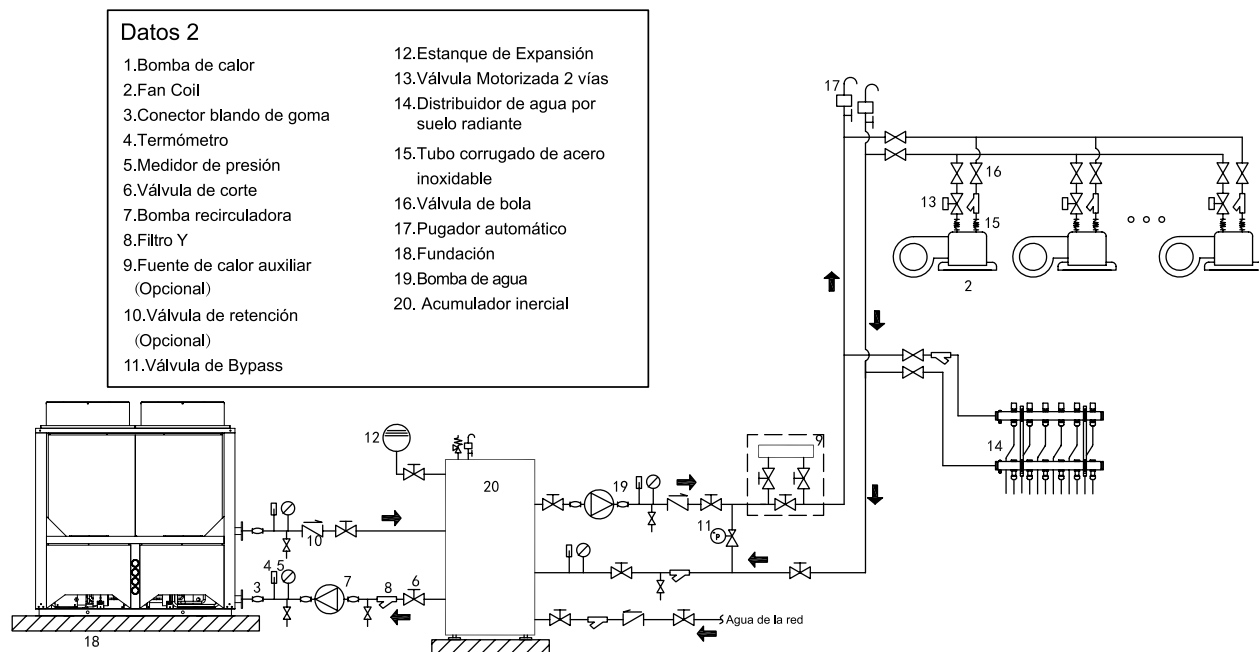 Datos 2
1.Bomba de calor
2.Fan Coil
3.Conector blando de goma
4.Termómetro
5.Medidor de presión
6.Válvula de corte
7.Bomba recirculadora
8.Filtro Y
9.Fuente de calor auxiliar
(Opcional)
10.Válvula de retención
(Opcional)
11.Válvula de Bypass
12.Estanque de Expansión
13.Válvula Motorizada 2 vías
14.Distribuidor de agua por
suelo radiante
15.Tubo corrugado de acero
inoxidable
16.Válvula de bola
17.Pugador automático
18.Fundación
19.Bomba de agua
20. Acumulador inercial
17
16
13
15
2
14
12
9
20
19
11
P
10
4
5
3
7
8
6
Agua de la red
18